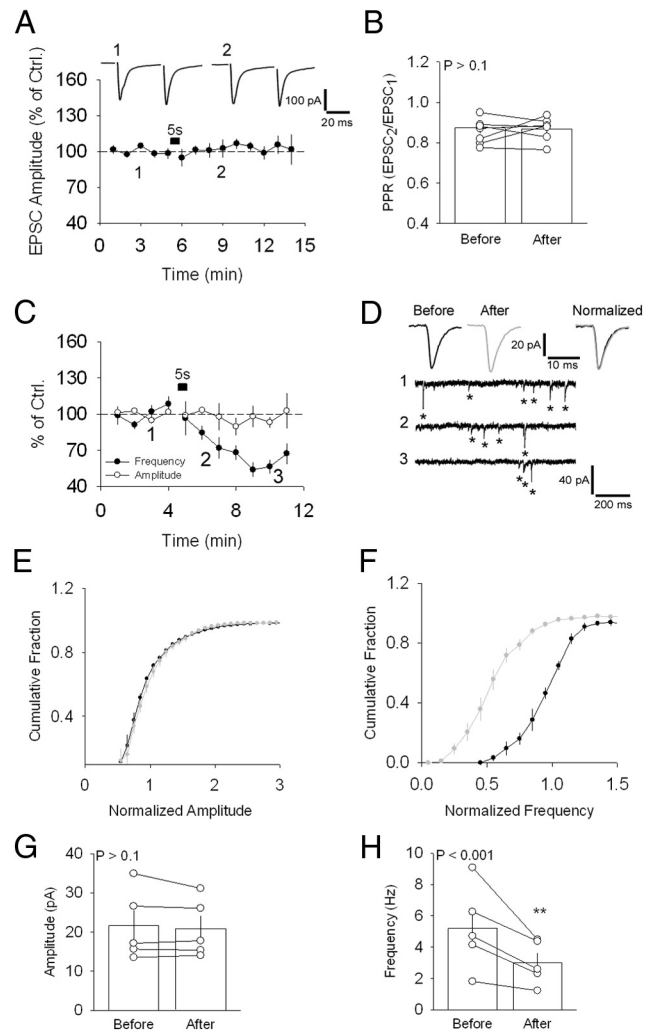 A
1
2
100 pA
20 ms
EPSC Amplitude (% of Ctrl.)
160
130
100
70
40
5s
1
2
0
3
6
9
12
15
Time (min)
B
P > 0.1
PPR (EPSC2/EPSC1)
1.2
1.0
0.8
0.6
0.4
Before
After
C
% of Ctrl.
160
130
100
70
40
5s
1
2
3
Frequency
Amplitude
0
4
8
12
Time (min)
D
Before
After
Normalized
20 pA
10 ms
1
* * * * * *
2
* * * *
3
* * *
40 pA
200 ms
E
Cumulative Fraction
1.2
0.8
0.4
0
1
2
3
Normalized Amplitude
F
Cumulative Fraction
1.2
0.8
0.4
0.0
0.0
0.5
1.0
1.5
Normalized Frequency
G
P > 0.1
Amplitude (pA)
40
30
20
10
0
Before
After
H
P < 0.001
Frequency (Hz)
10
8
6
4
2
0
**
Before
After